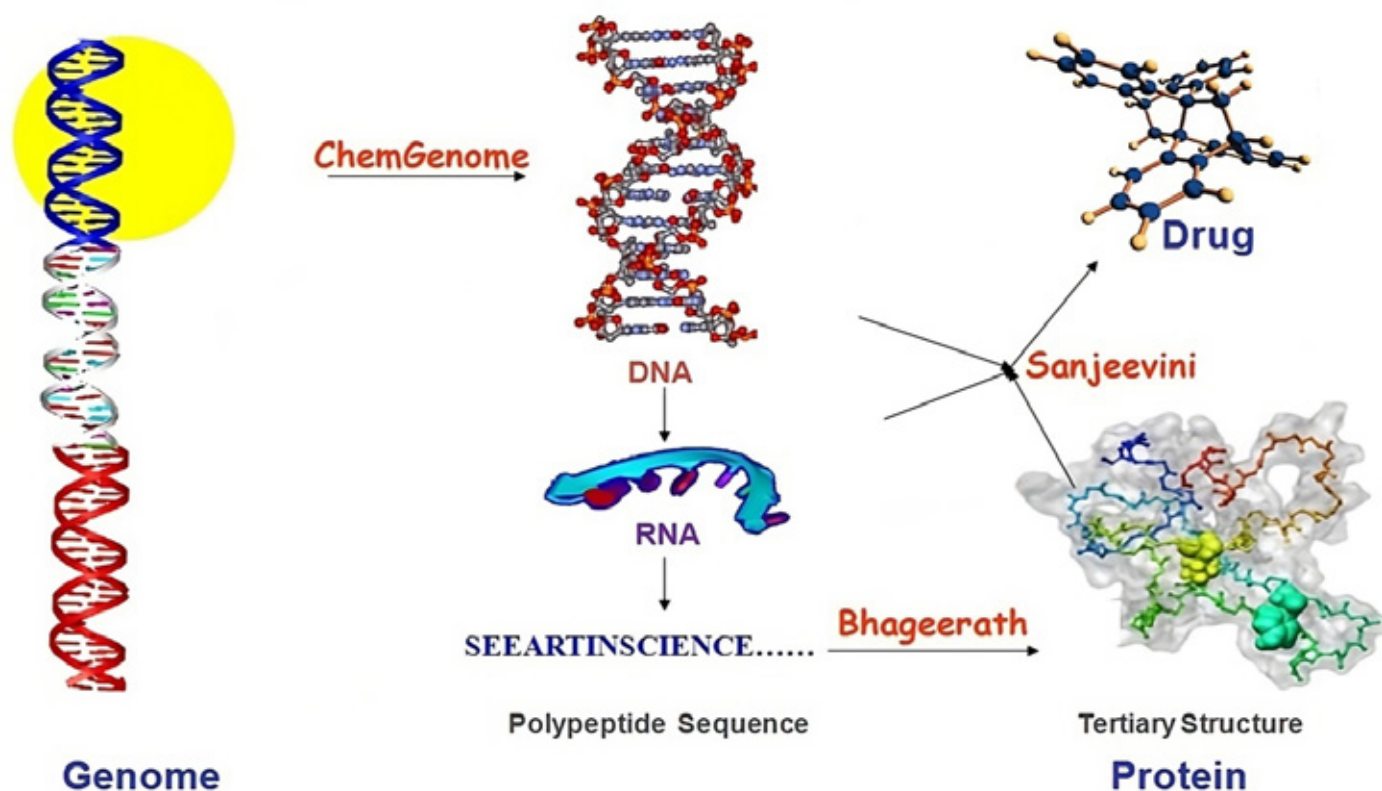 ChemGenome
Drug
DNA
Sanjeevini
RNA
Bhageerath
SEEARTINSCIENCE......
Polypeptide Sequence
Tertiary Structure
Genome
Protein